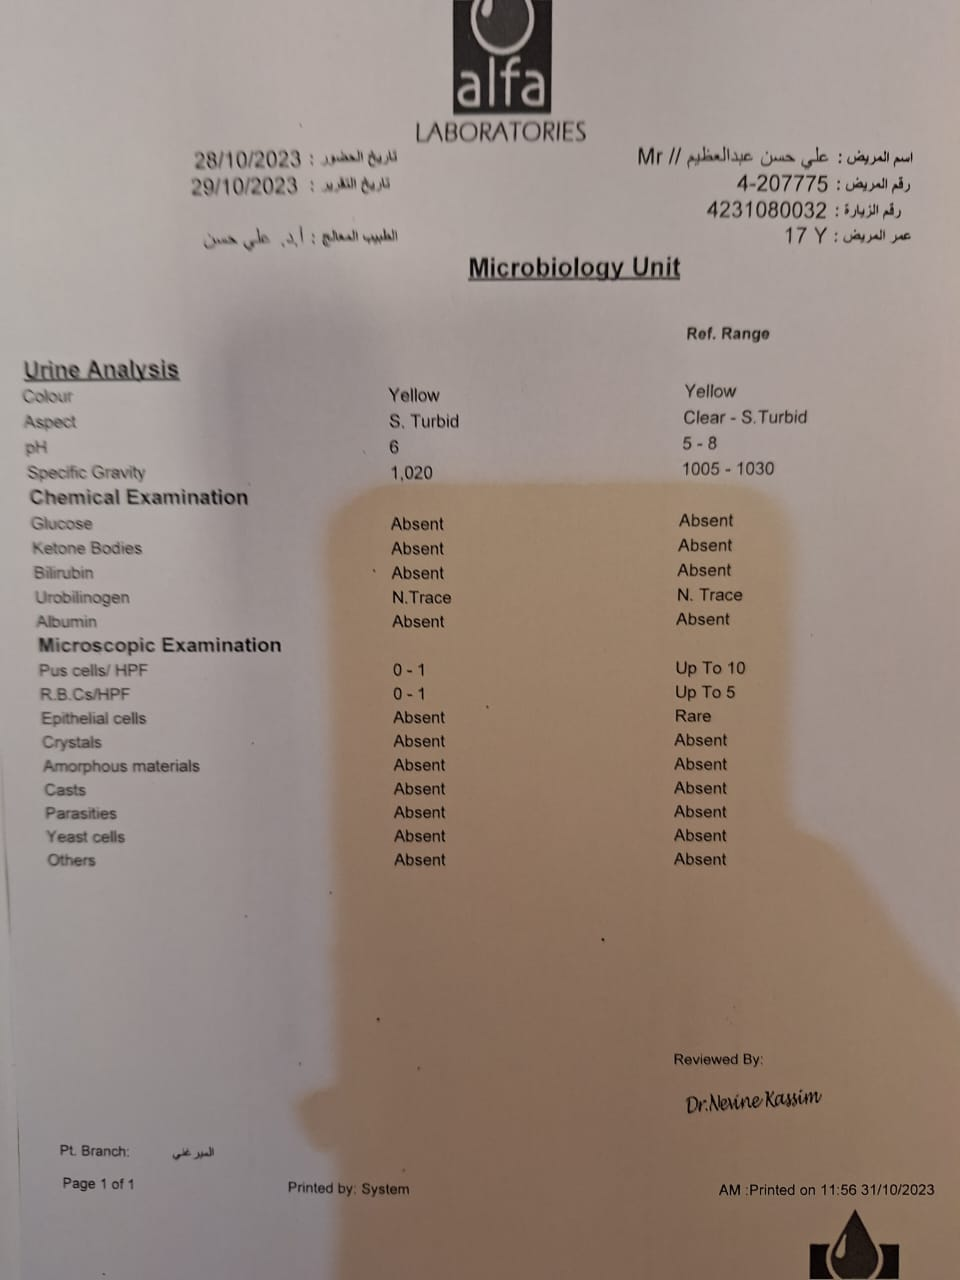 alfa
LABORATORIES
اسم المريض : علي حسن عبدالعظيم // Mr
تاريخ الحضور : 28/10/2023
رقم المريض : 4-207775
تاريخ التقرير : 29/10/2023
رقم الزيارة : 4231080032
عمر المريض : 17 Y
الطبيب المعالج : أ.د. علي حسن
Microbiology Unit
Ref. Range
Urine Analysis
Colour Yellow Yellow
Aspect S. Turbid Clear - S.Turbid
pH 6 5 - 8
Specific Gravity 1,020 1005 - 1030
Chemical Examination
Glucose Absent Absent
Ketone Bodies Absent Absent
Bilirubin Absent Absent
Urobilinogen N.Trace N. Trace
Albumin Absent Absent
Microscopic Examination
Pus cells/ HPF 0 - 1 Up To 10
R.B.Cs/HPF 0 - 1 Up To 5
Epithelial cells Absent Rare
Crystals Absent Absent
Amorphous materials Absent Absent
Casts Absent Absent
Parasities Absent Absent
Yeast cells Absent Absent
Others Absent Absent
Reviewed By:
Dr.Nevine Kassim
Pt. Branch: الميرغني
Page 1 of 1 Printed by: System AM :Printed on 11:56 31/10/2023